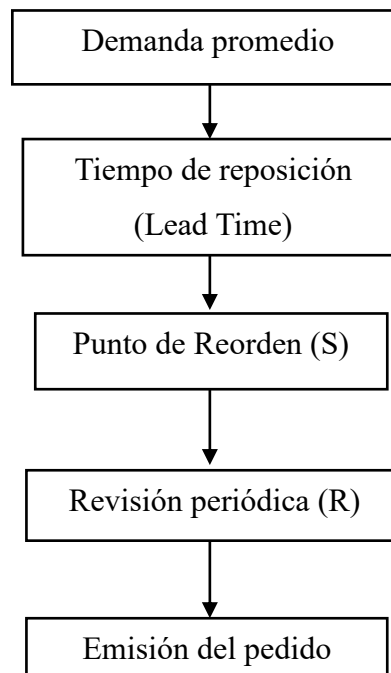 Demanda promedio
Tiempo de reposición
(Lead Time)
Punto de Reorden (S)
Revisión periódica (R)
Emisión del pedido